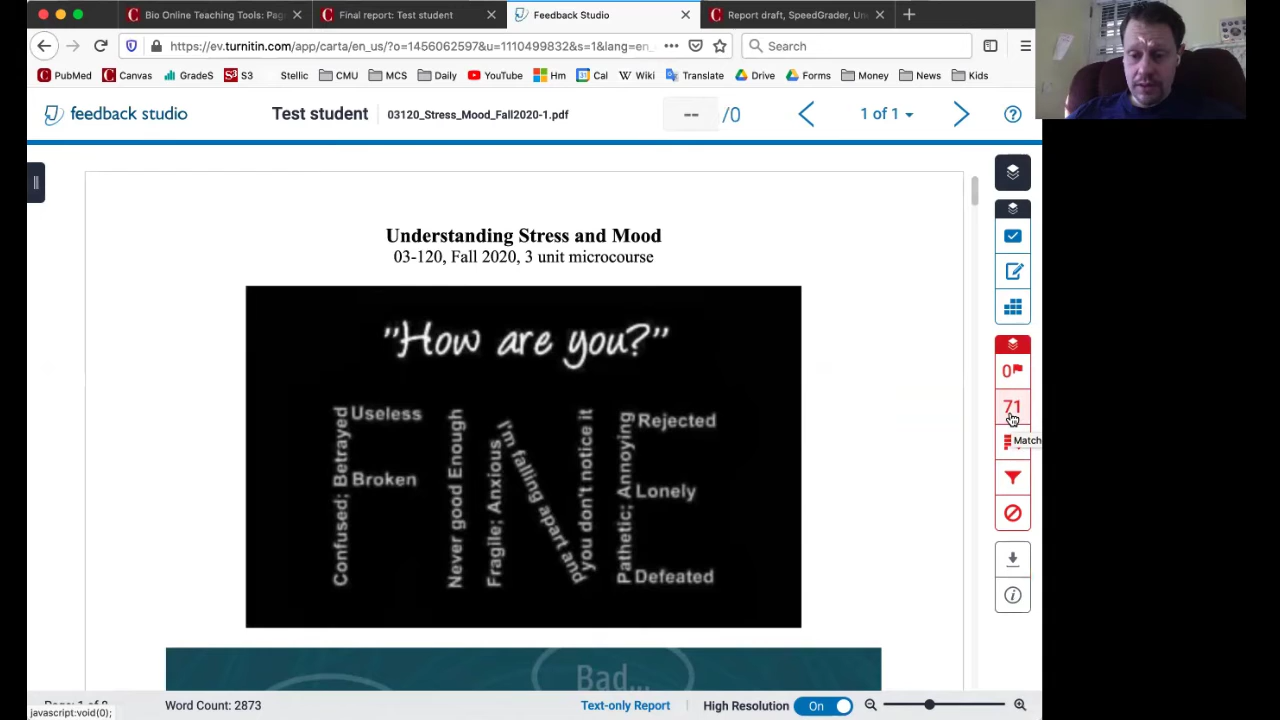 Bio Online Teaching Tools: Pag
Final report: Test student
Feedback Studio
Report draft, SpeedGrader, Un
https://ev.turnitin.com/app/carta/en_us/?o=1456062597&u=1110499832&s=1&lang=en_
Search
PubMed
Canvas
GradeS
S3
Stellic
CMU
MCS
Daily
YouTube
Hm
Cal
Wiki
Translate
Drive
Forms
Money
News
Kids
feedback studio
Test student
03120_Stress_Mood_Fall2020-1.pdf
--
/0
1 of 1
Understanding Stress and Mood
03-120, Fall 2020, 3 unit microcourse
"How are you?"
Confused; Betrayed
Useless
Broken
Never good Enough
Fragile; Anxious
I'm falling apart and
you don't notice it
Pathetic; Annoying
Rejected
Lonely
Defeated
Bad...
0
71
Match
Word Count: 2873
Text-only Report
High Resolution
On
javascript:void(0);